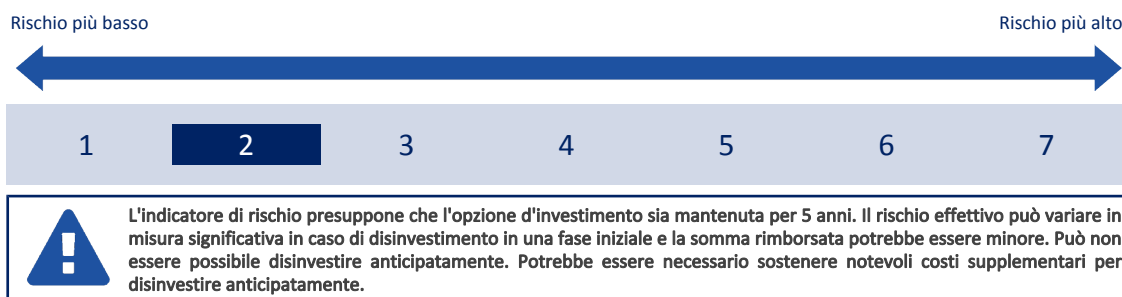 Rischio più basso Rischio più alto
1 2 3 4 5 6 7
L'indicatore di rischio presuppone che l'opzione d'investimento sia mantenuta per 5 anni. Il rischio effettivo può variare in
misura significativa in caso di disinvestimento in una fase iniziale e la somma rimborsata potrebbe essere minore. Può non
essere possibile disinvestire anticipatamente. Potrebbe essere necessario sostenere notevoli costi supplementari per
disinvestire anticipatamente.